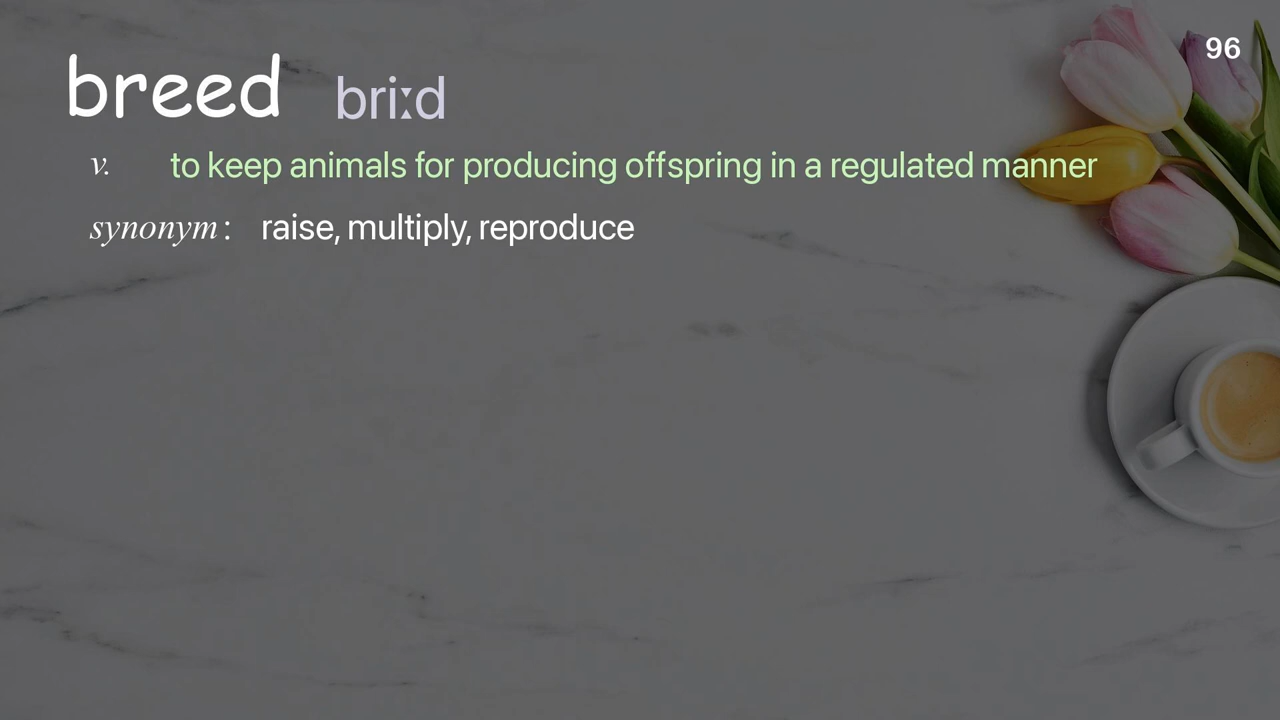 96
breed briːd
v. to keep animals for producing offspring in a regulated manner
synonym : raise, multiply, reproduce